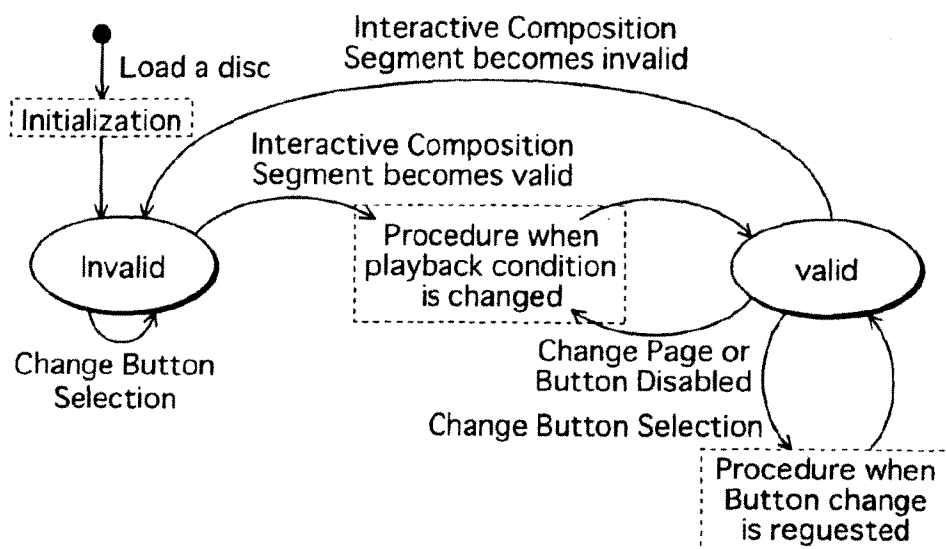 Interactive Composition
Segment becomes invalid
Load a disc
Initialization
Interactive Composition
Segment becomes valid
Procedure when
playback condition
is changed
Invalid
valid
Change Button
Selection
Change Page or
Button Disabled
Change Button Selection
Procedure when
Button change
is reguested